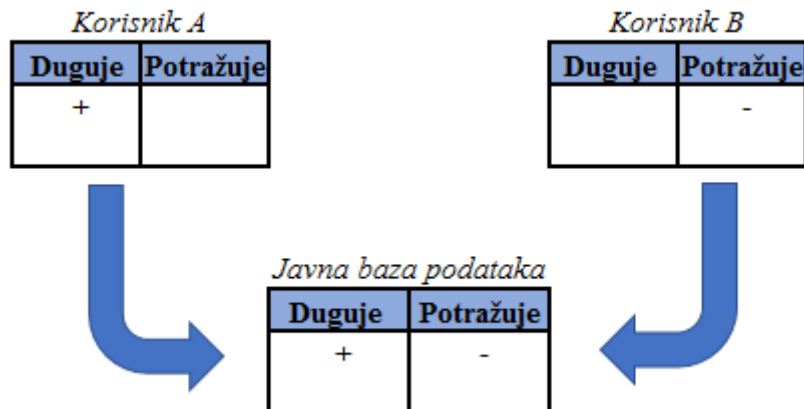 Korisnik A
Duguje Potražuje
+
Korisnik B
Duguje Potražuje
-
Javna baza podataka
Duguje Potražuje
+ -